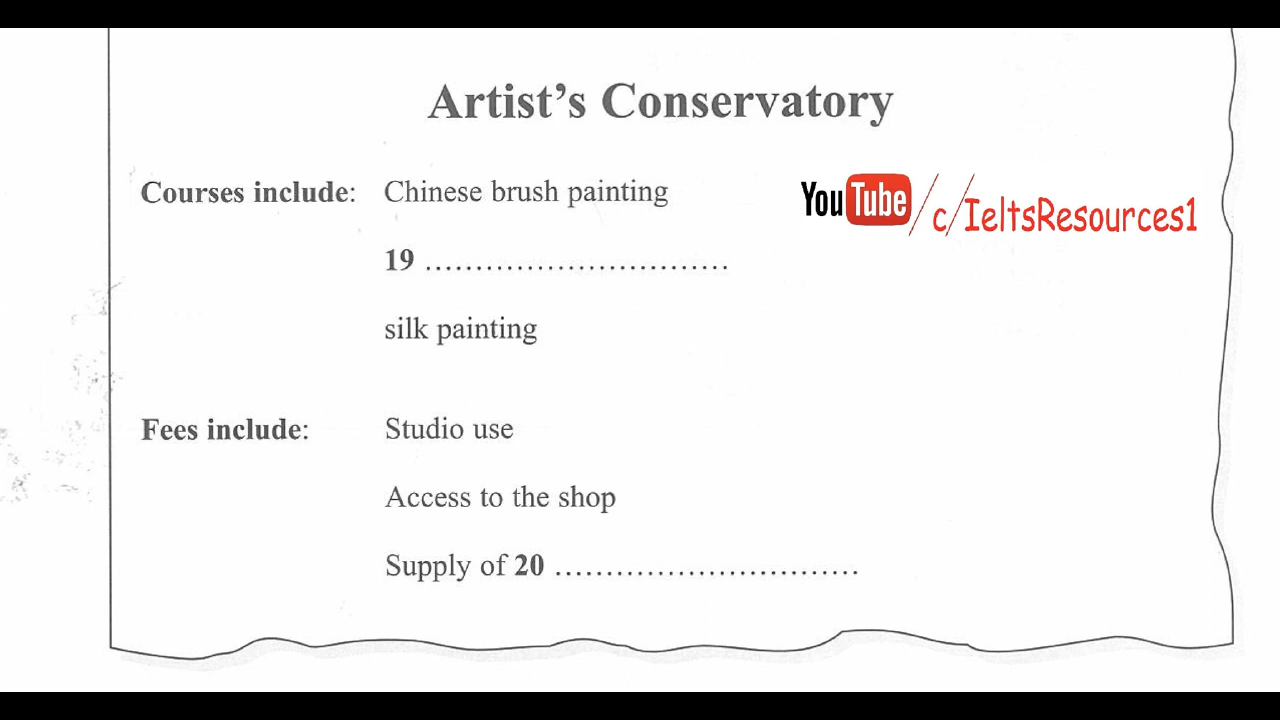 Artist's Conservatory
Courses include: Chinese brush painting
YouTube/c/IeltsResources1
19 ..............................
silk painting
Fees include: Studio use
Access to the shop
Supply of 20 ..............................